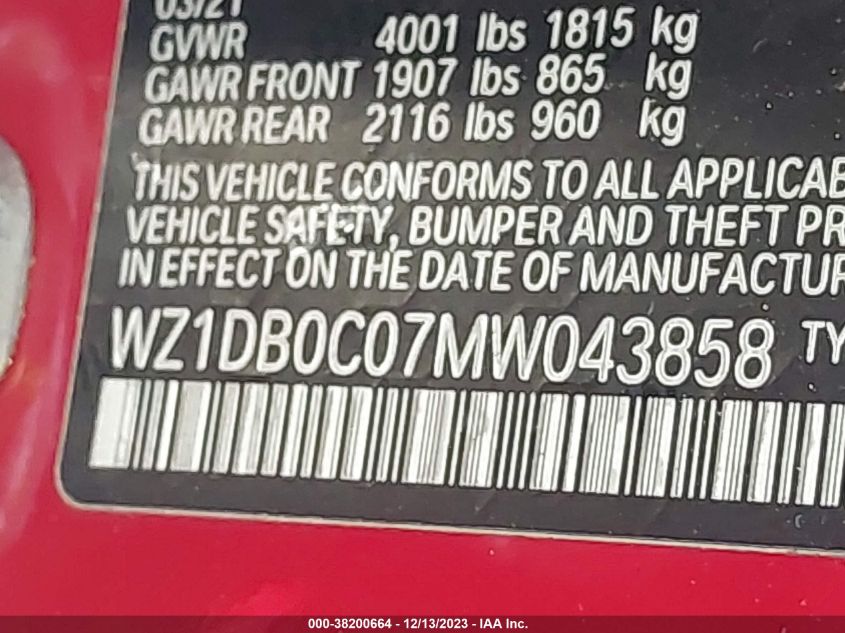 03/21
GVWR 4001 lbs 1815 kg
GAWR FRONT 1907 lbs 865 kg
GAWR REAR 2116 lbs 960 kg
THIS VEHICLE CONFORMS TO ALL APPLICAB
VEHICLE SAFETY, BUMPER AND THEFT PR
IN EFFECT ON THE DATE OF MANUFACTUR
WZ1DB0C07MW043858 TY
000-38200664 - 12/13/2023 - IAA Inc.